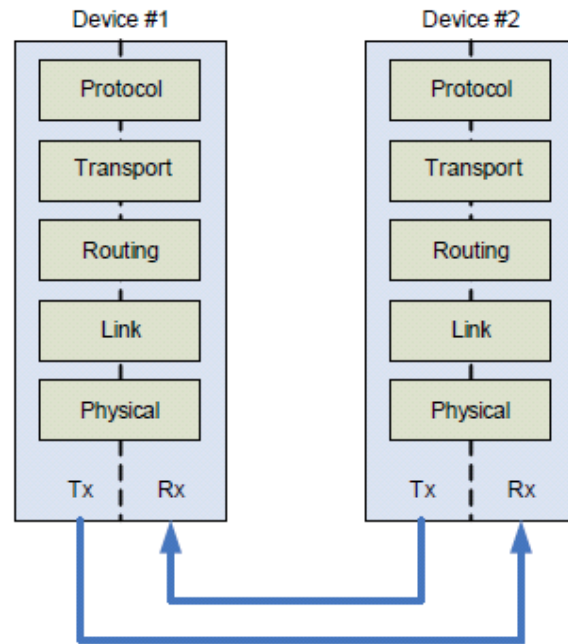 Device #1
Device #2
Protocol
Protocol
Transport
Transport
Routing
Routing
Link
Link
Physical
Physical
Tx Rx
Tx Rx